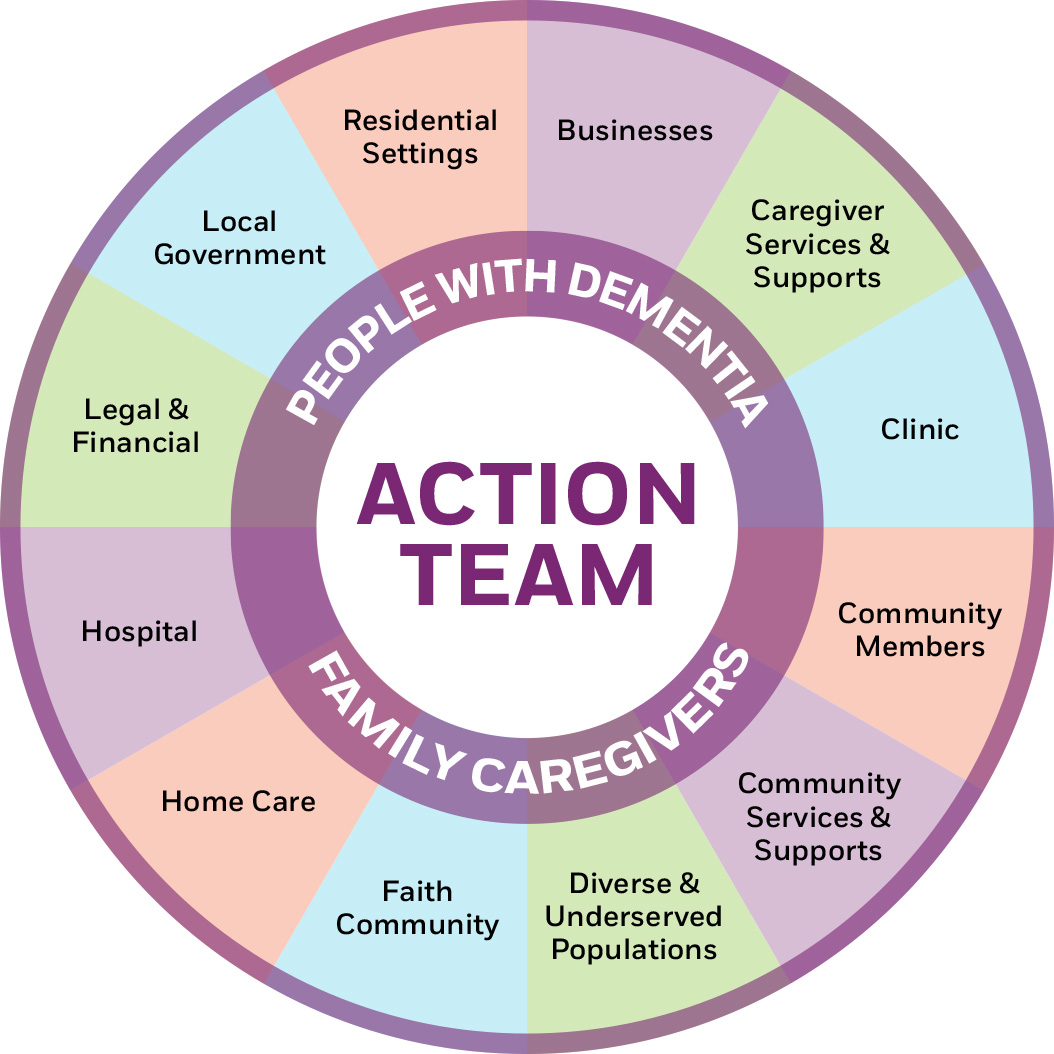 Residential
Settings
Businesses
Caregiver
Services &
Supports
Clinic
Community
Members
Community
Services &
Supports
Diverse &
Underserved
Populations
Faith
Community
Home Care
Hospital
Legal &
Financial
Local
Government
PEOPLE WITH DEMENTIA
ACTION
TEAM
FAMILY CAREGIVERS